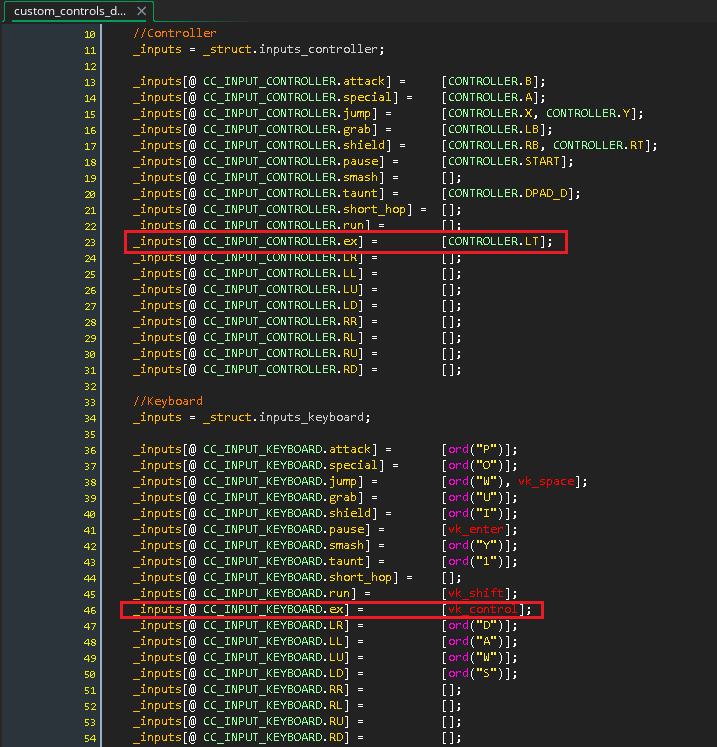 custom_controls_d... ×
10 //Controller
11 _inputs = _struct.inputs_controller;
12
13 _inputs[@ CC_INPUT_CONTROLLER.attack] = [CONTROLLER.B];
14 _inputs[@ CC_INPUT_CONTROLLER.special] = [CONTROLLER.A];
15 _inputs[@ CC_INPUT_CONTROLLER.jump] = [CONTROLLER.X, CONTROLLER.Y];
16 _inputs[@ CC_INPUT_CONTROLLER.grab] = [CONTROLLER.LB];
17 _inputs[@ CC_INPUT_CONTROLLER.shield] = [CONTROLLER.RB, CONTROLLER.RT];
18 _inputs[@ CC_INPUT_CONTROLLER.pause] = [CONTROLLER.START];
19 _inputs[@ CC_INPUT_CONTROLLER.smash] = [];
20 _inputs[@ CC_INPUT_CONTROLLER.taunt] = [CONTROLLER.DPAD_D];
21 _inputs[@ CC_INPUT_CONTROLLER.short_hop] = [];
22 _inputs[@ CC_INPUT_CONTROLLER.run] = [];
23 _inputs[@ CC_INPUT_CONTROLLER.ex] = [CONTROLLER.LT];
24 _inputs[@ CC_INPUT_CONTROLLER.LR] = [];
25 _inputs[@ CC_INPUT_CONTROLLER.LL] = [];
26 _inputs[@ CC_INPUT_CONTROLLER.LU] = [];
27 _inputs[@ CC_INPUT_CONTROLLER.LD] = [];
28 _inputs[@ CC_INPUT_CONTROLLER.RR] = [];
29 _inputs[@ CC_INPUT_CONTROLLER.RL] = [];
30 _inputs[@ CC_INPUT_CONTROLLER.RU] = [];
31 _inputs[@ CC_INPUT_CONTROLLER.RD] = [];
32
33 //Keyboard
34 _inputs = _struct.inputs_keyboard;
35
36 _inputs[@ CC_INPUT_KEYBOARD.attack] = [ord("P")];
37 _inputs[@ CC_INPUT_KEYBOARD.special] = [ord("O")];
38 _inputs[@ CC_INPUT_KEYBOARD.jump] = [ord("W"), vk_space];
39 _inputs[@ CC_INPUT_KEYBOARD.grab] = [ord("U")];
40 _inputs[@ CC_INPUT_KEYBOARD.shield] = [ord("I")];
41 _inputs[@ CC_INPUT_KEYBOARD.pause] = [vk_enter];
42 _inputs[@ CC_INPUT_KEYBOARD.smash] = [ord("Y")];
43 _inputs[@ CC_INPUT_KEYBOARD.taunt] = [ord("1")];
44 _inputs[@ CC_INPUT_KEYBOARD.short_hop] = [];
45 _inputs[@ CC_INPUT_KEYBOARD.run] = [vk_shift];
46 _inputs[@ CC_INPUT_KEYBOARD.ex] = [vk_control];
47 _inputs[@ CC_INPUT_KEYBOARD.LR] = [ord("D")];
48 _inputs[@ CC_INPUT_KEYBOARD.LL] = [ord("A")];
49 _inputs[@ CC_INPUT_KEYBOARD.LU] = [ord("W")];
50 _inputs[@ CC_INPUT_KEYBOARD.LD] = [ord("S")];
51 _inputs[@ CC_INPUT_KEYBOARD.RR] = [];
52 _inputs[@ CC_INPUT_KEYBOARD.RL] = [];
53 _inputs[@ CC_INPUT_KEYBOARD.RU] = [];
54 _inputs[@ CC_INPUT_KEYBOARD.RD] = [];